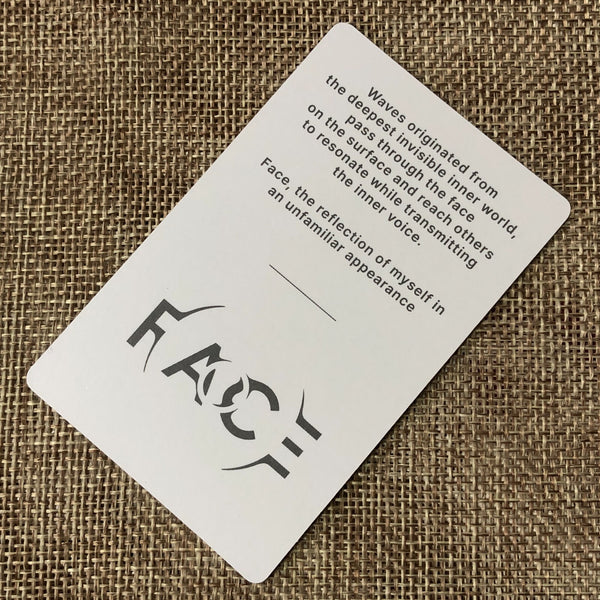 Waves originated from
the deepest invisible inner world,
pass through the face
on the surface and reach others
to resonate while transmitting
the inner voice.
Face, the reflection of myself in
an unfamiliar appearance
FACE